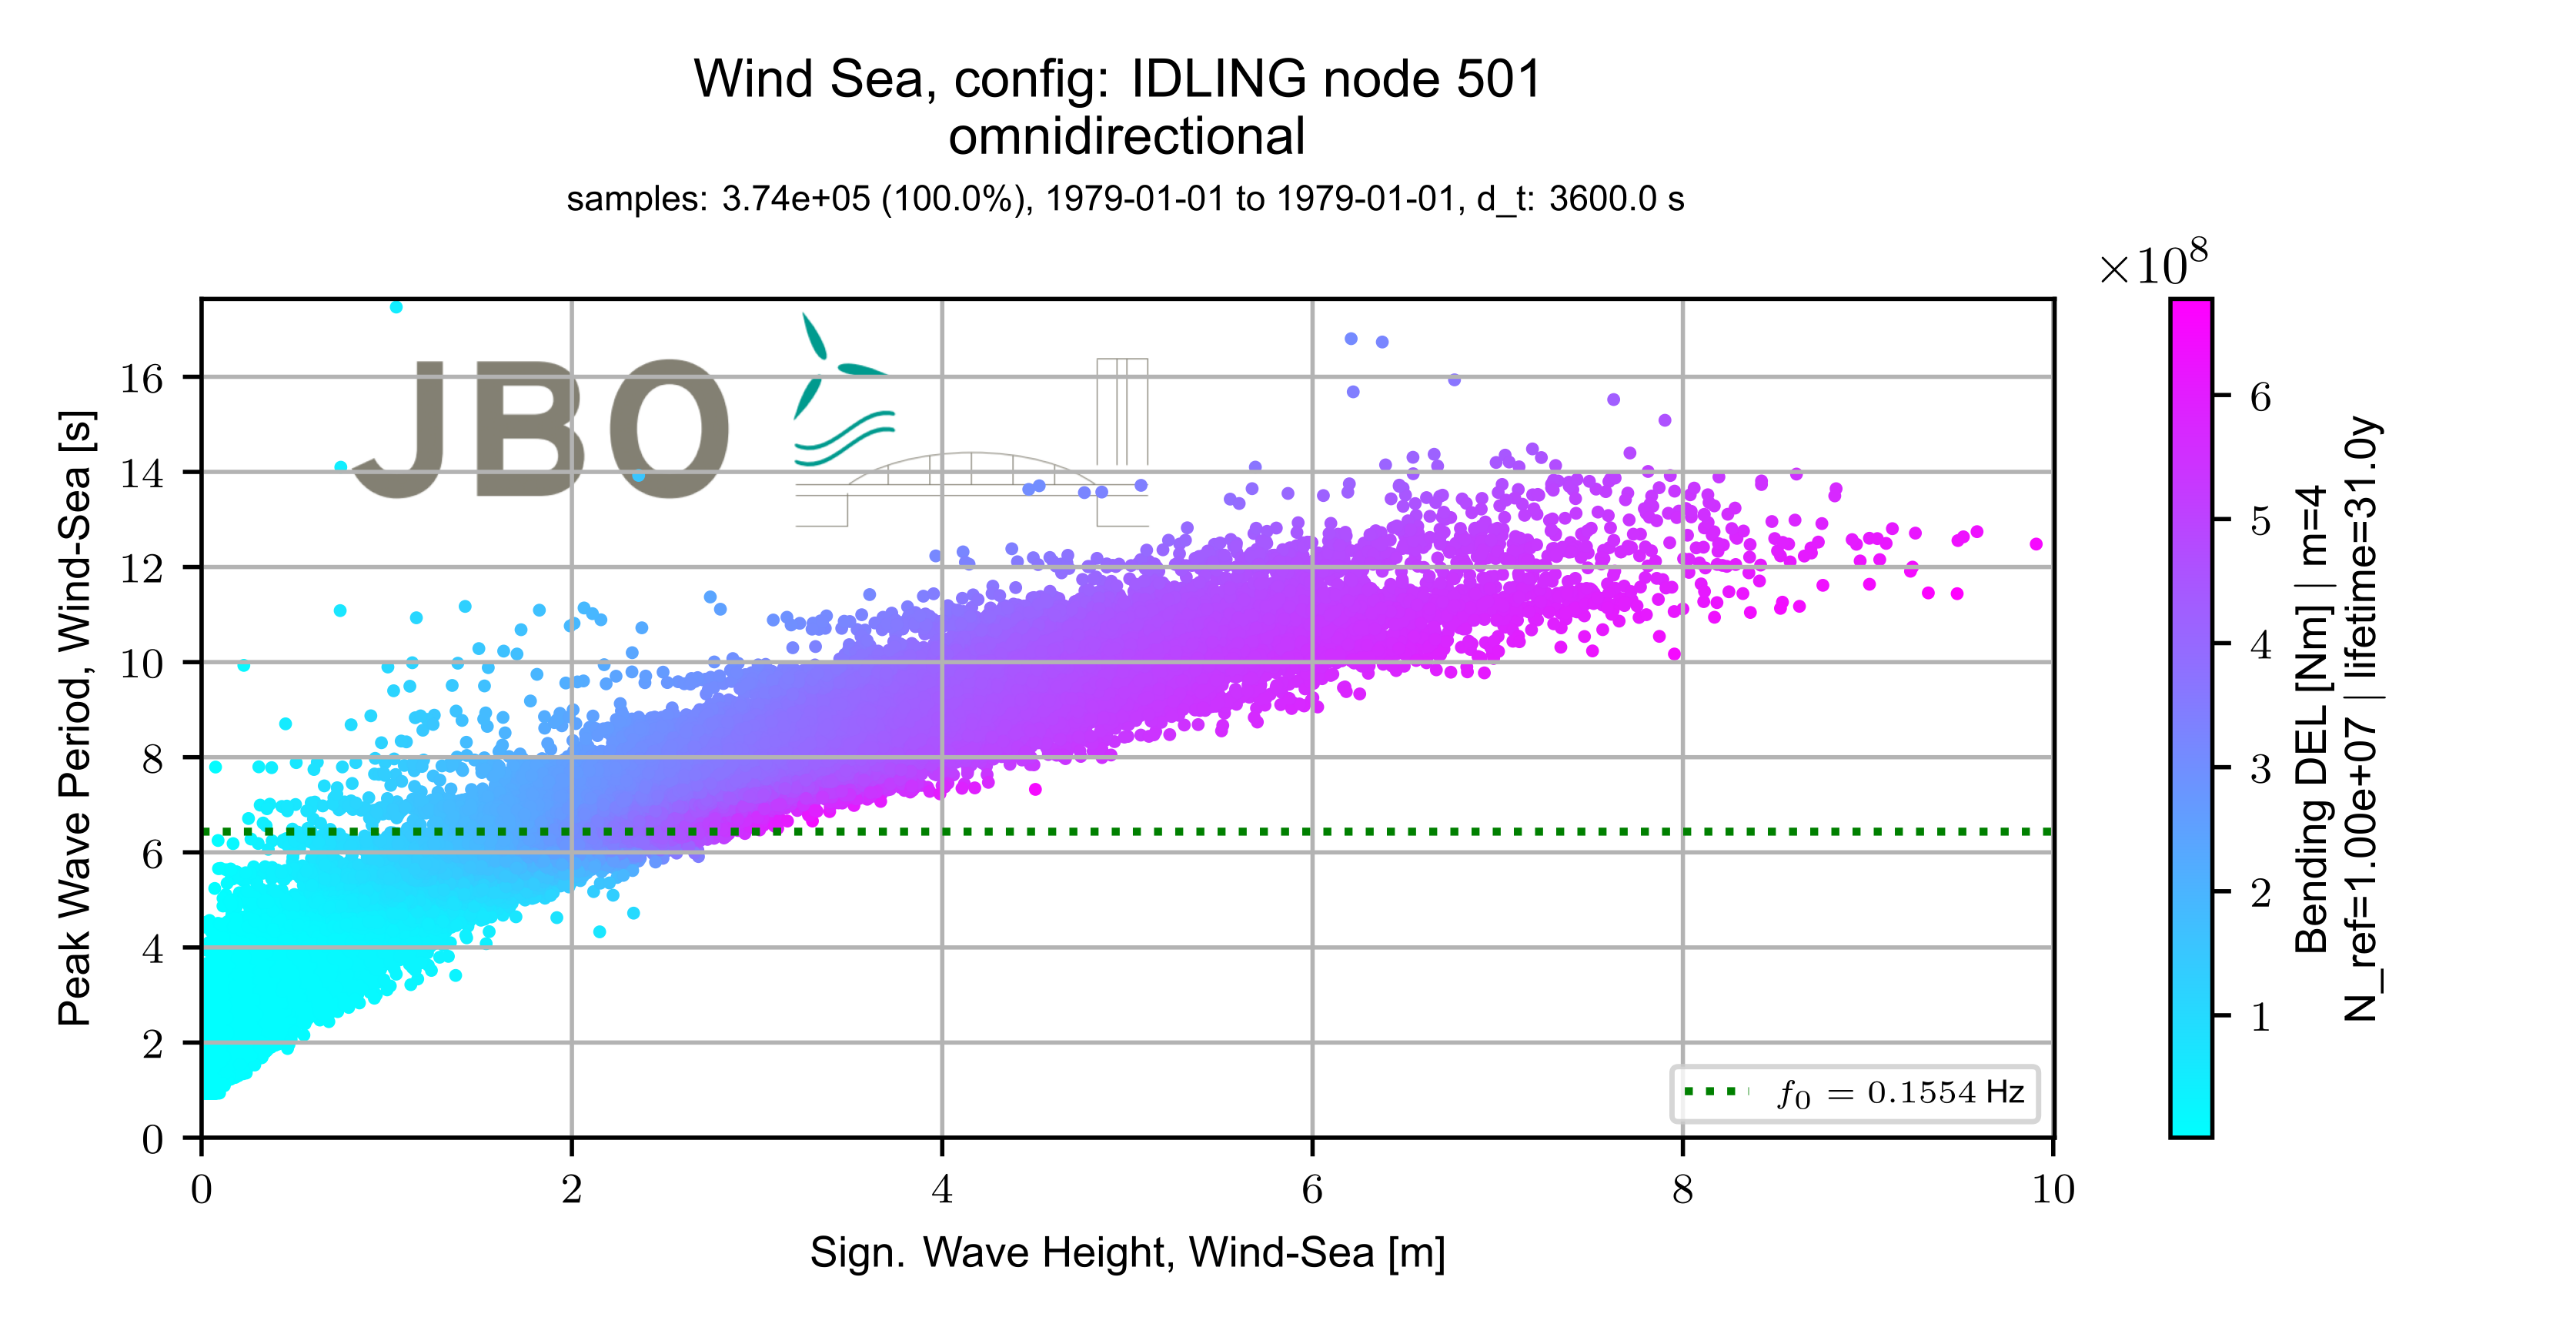 Wind Sea, config: IDLING node 501
omnidirectional
samples: 3.74e+05 (100.0%), 1979-01-01 to 1979-01-01, d_t: 3600.0 s
×10⁸
JBO
16
14
12
10
8
6
4
2
0
Peak Wave Period, Wind-Sea [s]
0 2 4 6 8 10
Sign. Wave Height, Wind-Sea [m]
f₀ = 0.1554 Hz
6
5
4
3
2
1
Bending DEL [Nm] | m=4
N_ref=1.00e+07 | lifetime=31.0y